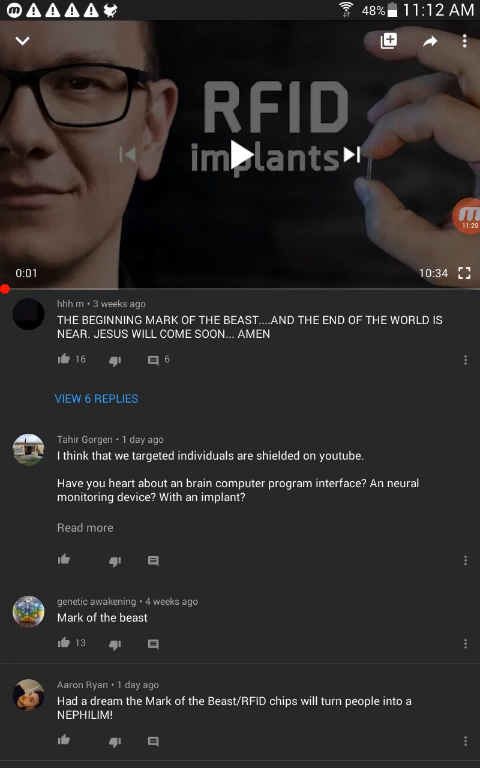 48% 11:12 AM
RFID
implants
11:29
0:01
10:34
hhh m • 3 weeks ago
THE BEGINNING MARK OF THE BEAST....AND THE END OF THE WORLD IS
NEAR. JESUS WILL COME SOON... AMEN
16
6
VIEW 6 REPLIES
Tahir Gorgen • 1 day ago
I think that we targeted individuals are shielded on youtube.
Have you heart about an brain computer program interface? An neural
monitoring device? With an implant?
Read more
genetic awakening • 4 weeks ago
Mark of the beast
13
Aaron Ryan • 1 day ago
Had a dream the Mark of the Beast/RFID chips will turn people into a
NEPHILIM!